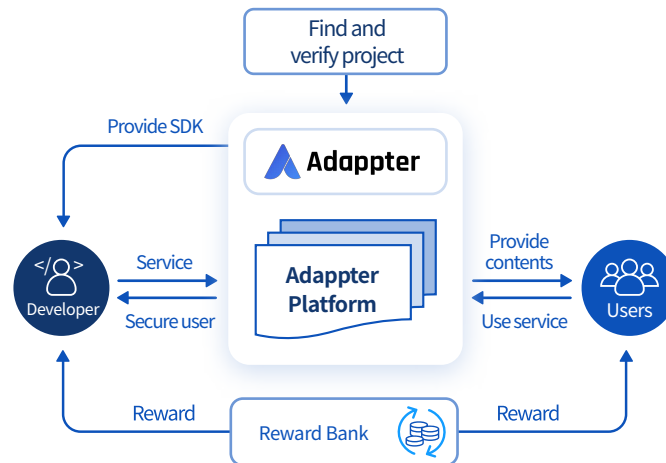 Find and
verify project
Provide SDK
Adappter
Adappter
Platform
</>
Developer
Service
Secure user
Provide
contents
Use service
Users
Reward
Reward Bank
Reward